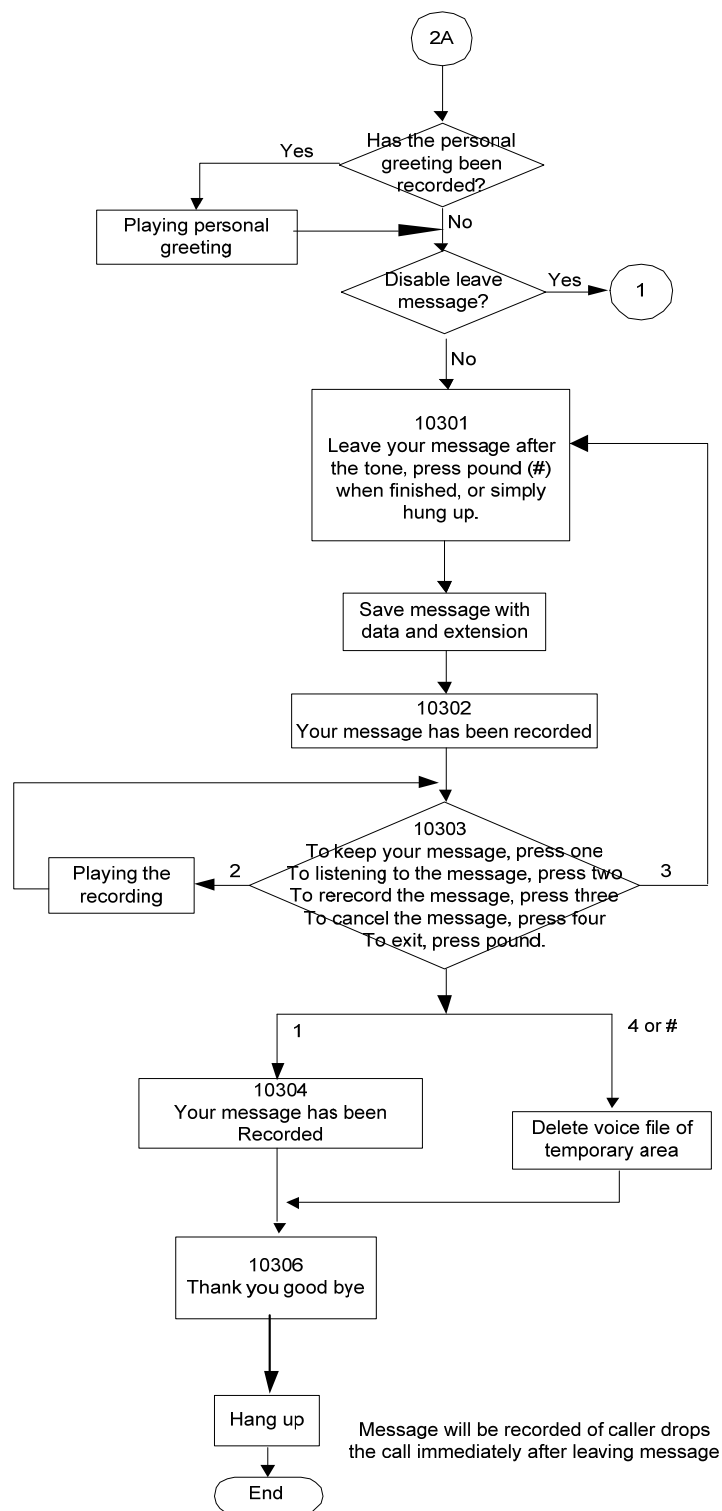 2A
Has the personal
greeting been
recorded?
Yes
Playing personal
greeting
No
Disable leave
message?
Yes
1
No
10301
Leave your message after
the tone, press pound (#)
when finished, or simply
hung up.
Save message with
data and extension
10302
Your message has been recorded
10303
To keep your message, press one
To listening to the message, press two
To rerecord the message, press three
To cancel the message, press four
To exit, press pound.
2
Playing the
recording
3
1
4 or #
10304
Your message has been
Recorded
Delete voice file of
temporary area
10306
Thank you good bye
Hang up
Message will be recorded of caller drops
the call immediately after leaving message
End